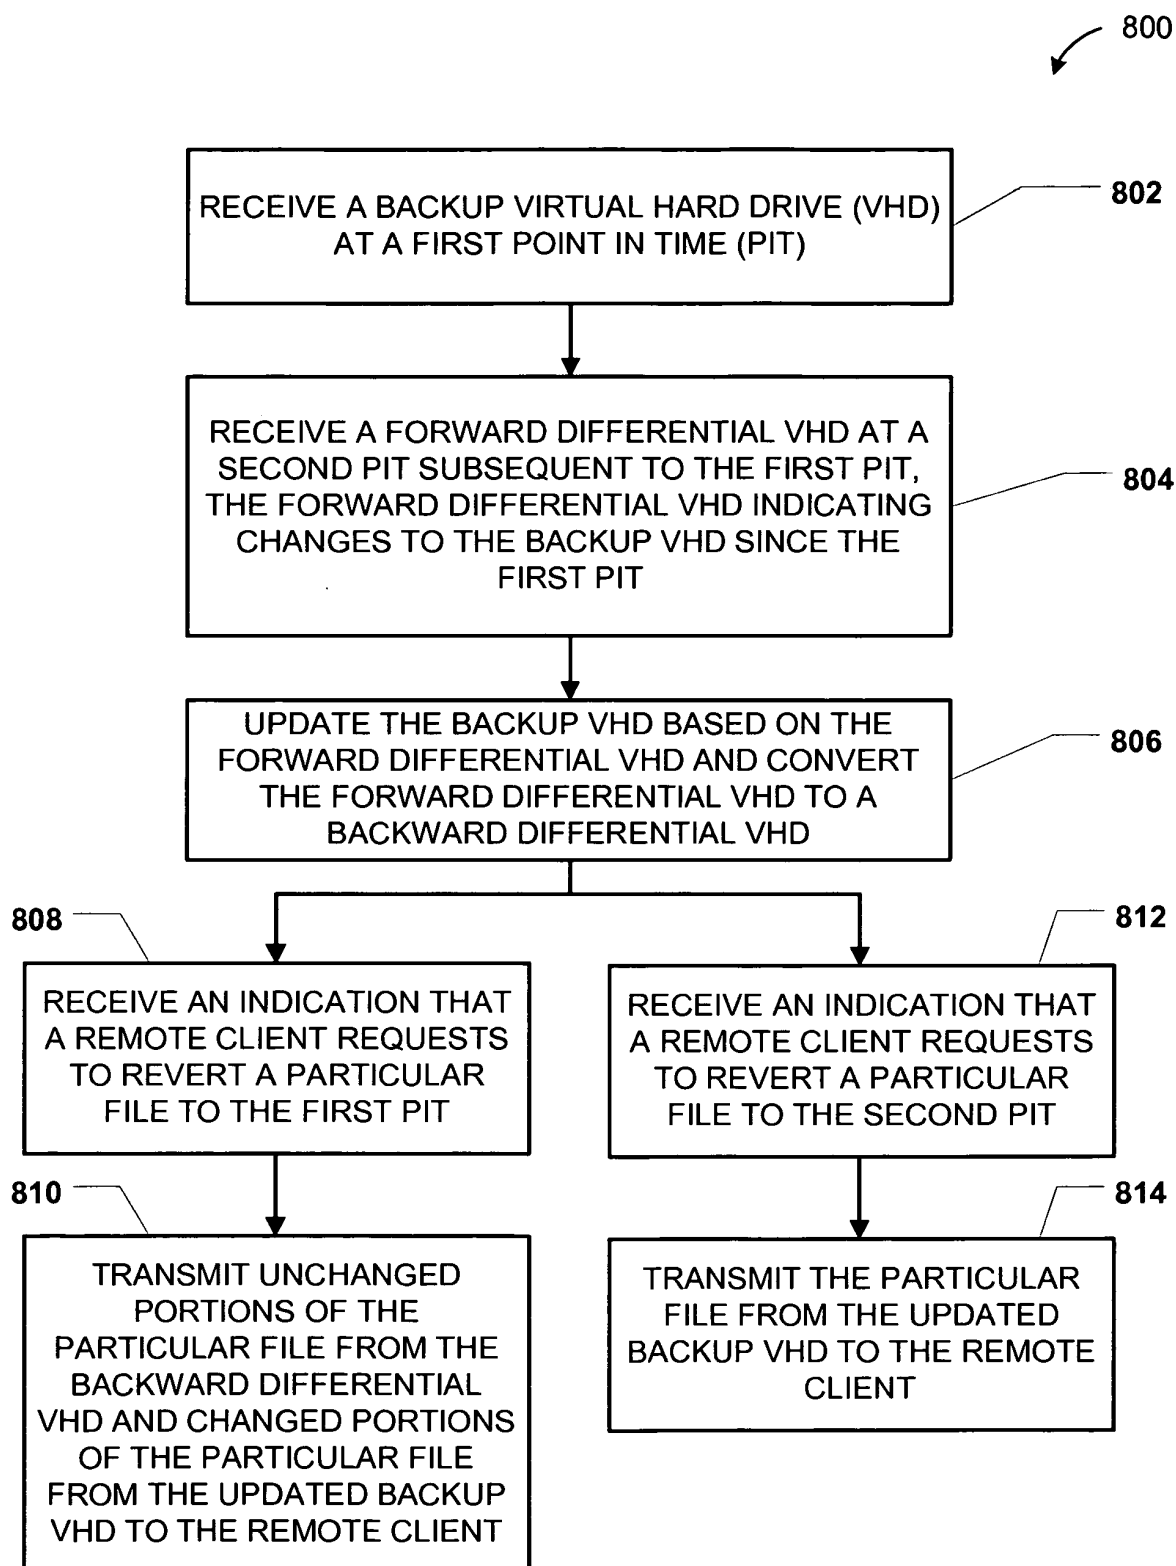 800
RECEIVE A BACKUP VIRTUAL HARD DRIVE (VHD)
AT A FIRST POINT IN TIME (PIT)
802
RECEIVE A FORWARD DIFFERENTIAL VHD AT A
SECOND PIT SUBSEQUENT TO THE FIRST PIT,
THE FORWARD DIFFERENTIAL VHD INDICATING
CHANGES TO THE BACKUP VHD SINCE THE
FIRST PIT
804
UPDATE THE BACKUP VHD BASED ON THE
FORWARD DIFFERENTIAL VHD AND CONVERT
THE FORWARD DIFFERENTIAL VHD TO A
BACKWARD DIFFERENTIAL VHD
806
808
RECEIVE AN INDICATION THAT
A REMOTE CLIENT REQUESTS
TO REVERT A PARTICULAR
FILE TO THE FIRST PIT
812
RECEIVE AN INDICATION THAT
A REMOTE CLIENT REQUESTS
TO REVERT A PARTICULAR
FILE TO THE SECOND PIT
810
TRANSMIT UNCHANGED
PORTIONS OF THE
PARTICULAR FILE FROM THE
BACKWARD DIFFERENTIAL
VHD AND CHANGED PORTIONS
OF THE PARTICULAR FILE
FROM THE UPDATED BACKUP
VHD TO THE REMOTE CLIENT
814
TRANSMIT THE PARTICULAR
FILE FROM THE UPDATED
BACKUP VHD TO THE REMOTE
CLIENT